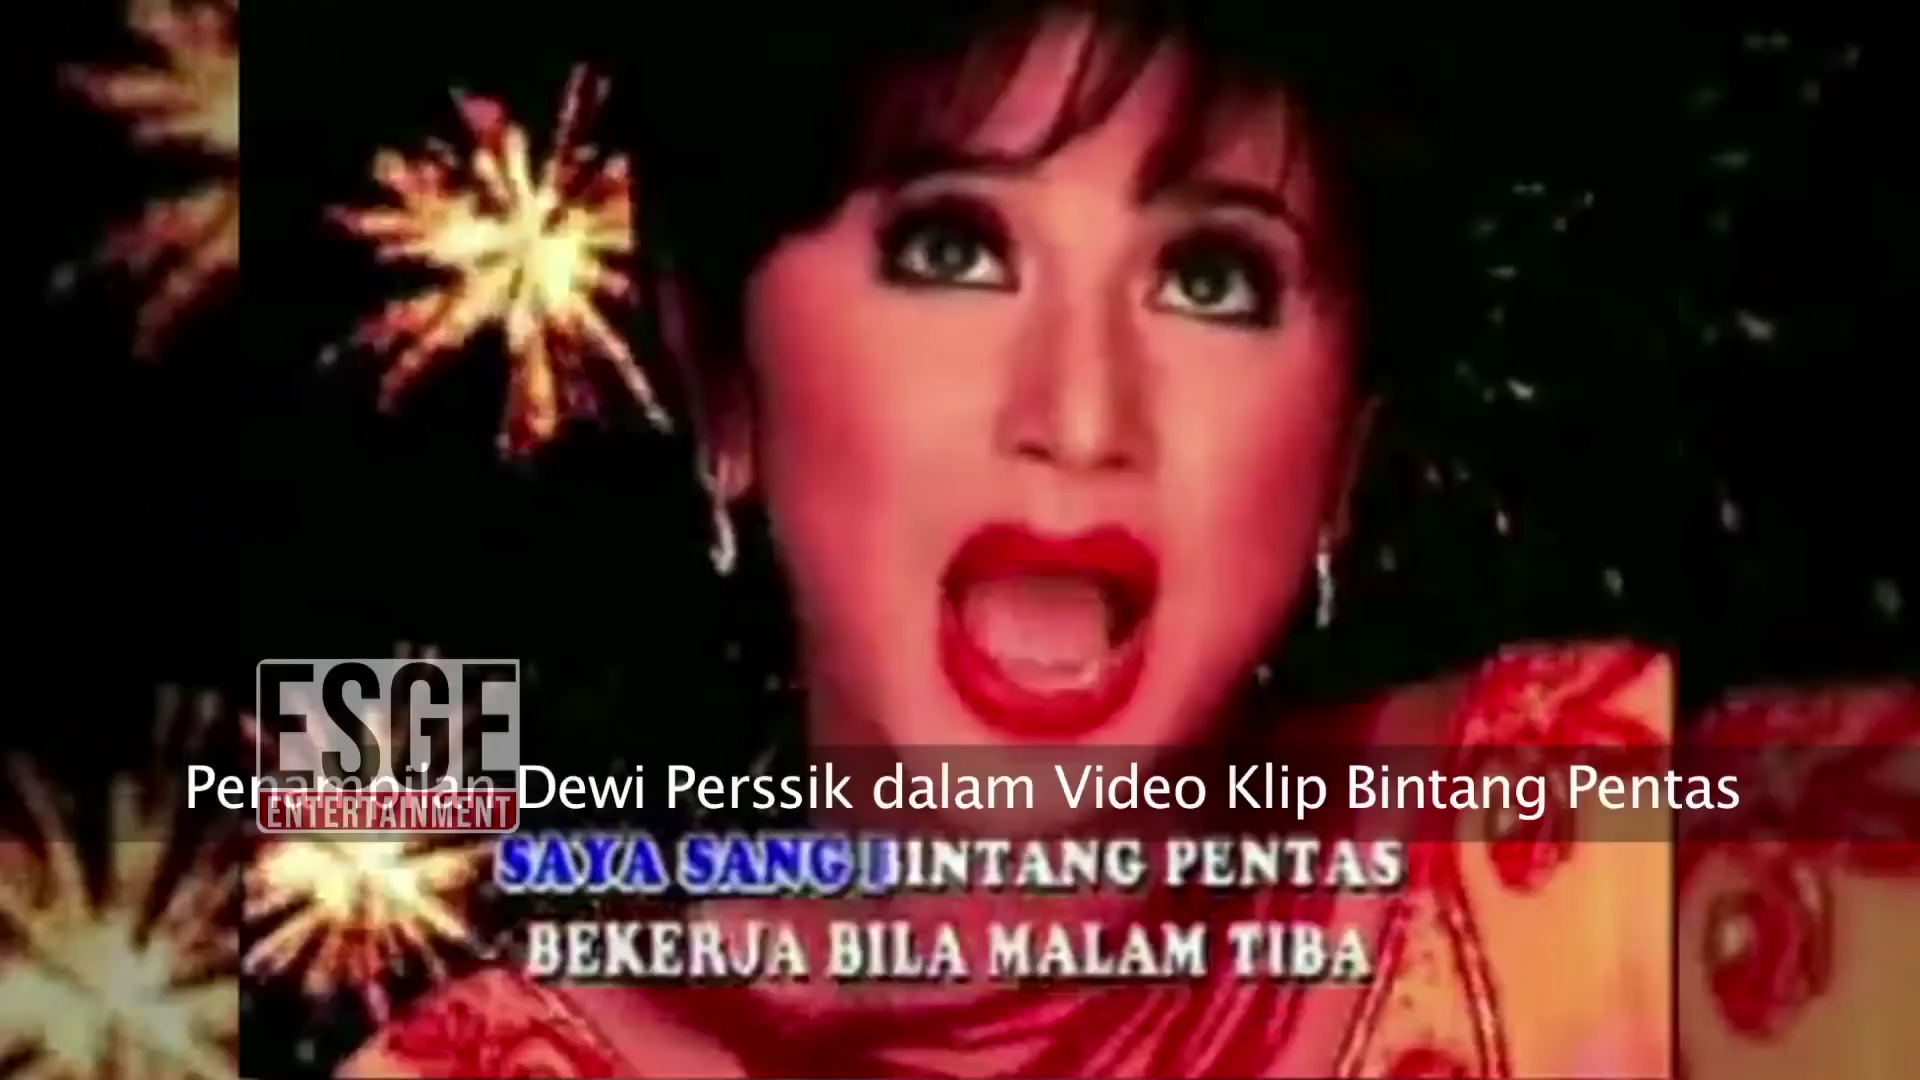 ESGE
ENTERTAINMENT
Penampilan Dewi Perssik dalam Video Klip Bintang Pentas
SAYA SANG BINTANG PENTAS
BEKERJA BILA MALAM TIBA